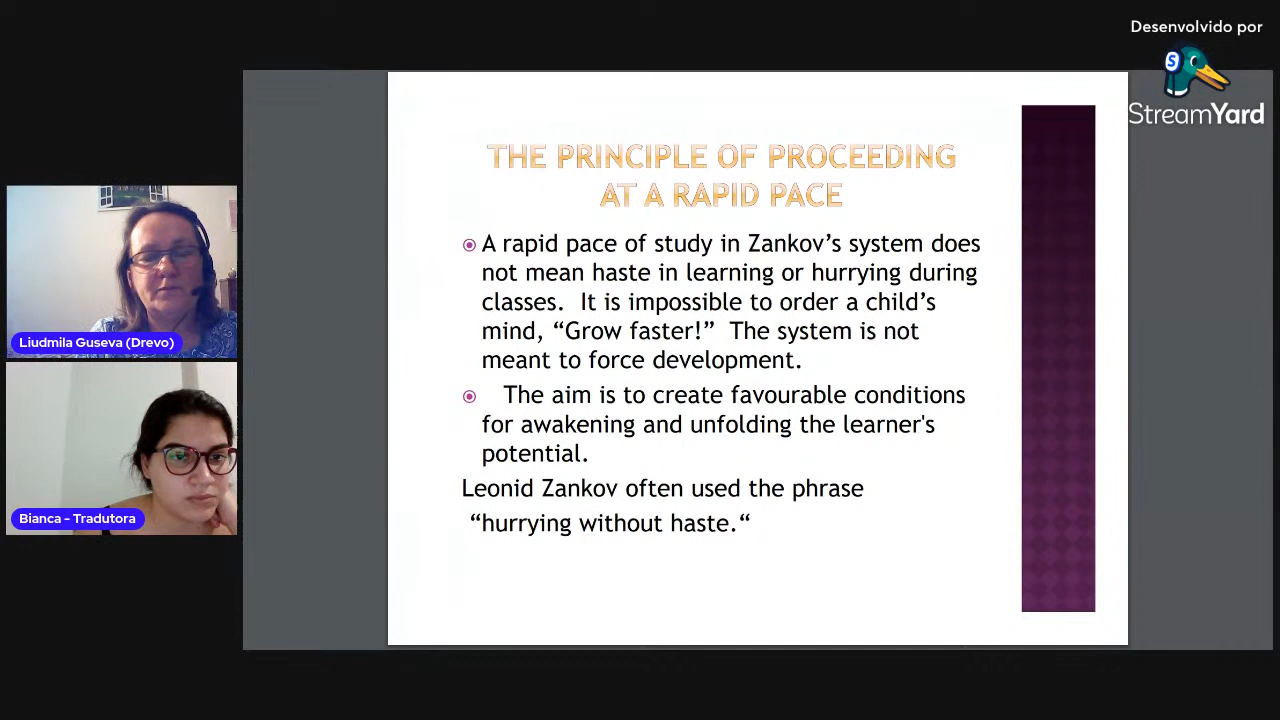 Desenvolvido por
StreamYard
THE PRINCIPLE OF PROCEEDING
AT A RAPID PACE
A rapid pace of study in Zankov’s system does
not mean haste in learning or hurrying during
classes.  It is impossible to order a child’s
mind, “Grow faster!”  The system is not
meant to force development.
The aim is to create favourable conditions
for awakening and unfolding the learner's
potential.
Leonid Zankov often used the phrase
“hurrying without haste.“
Liudmila Guseva (Drevo)
Bianca - Tradutora